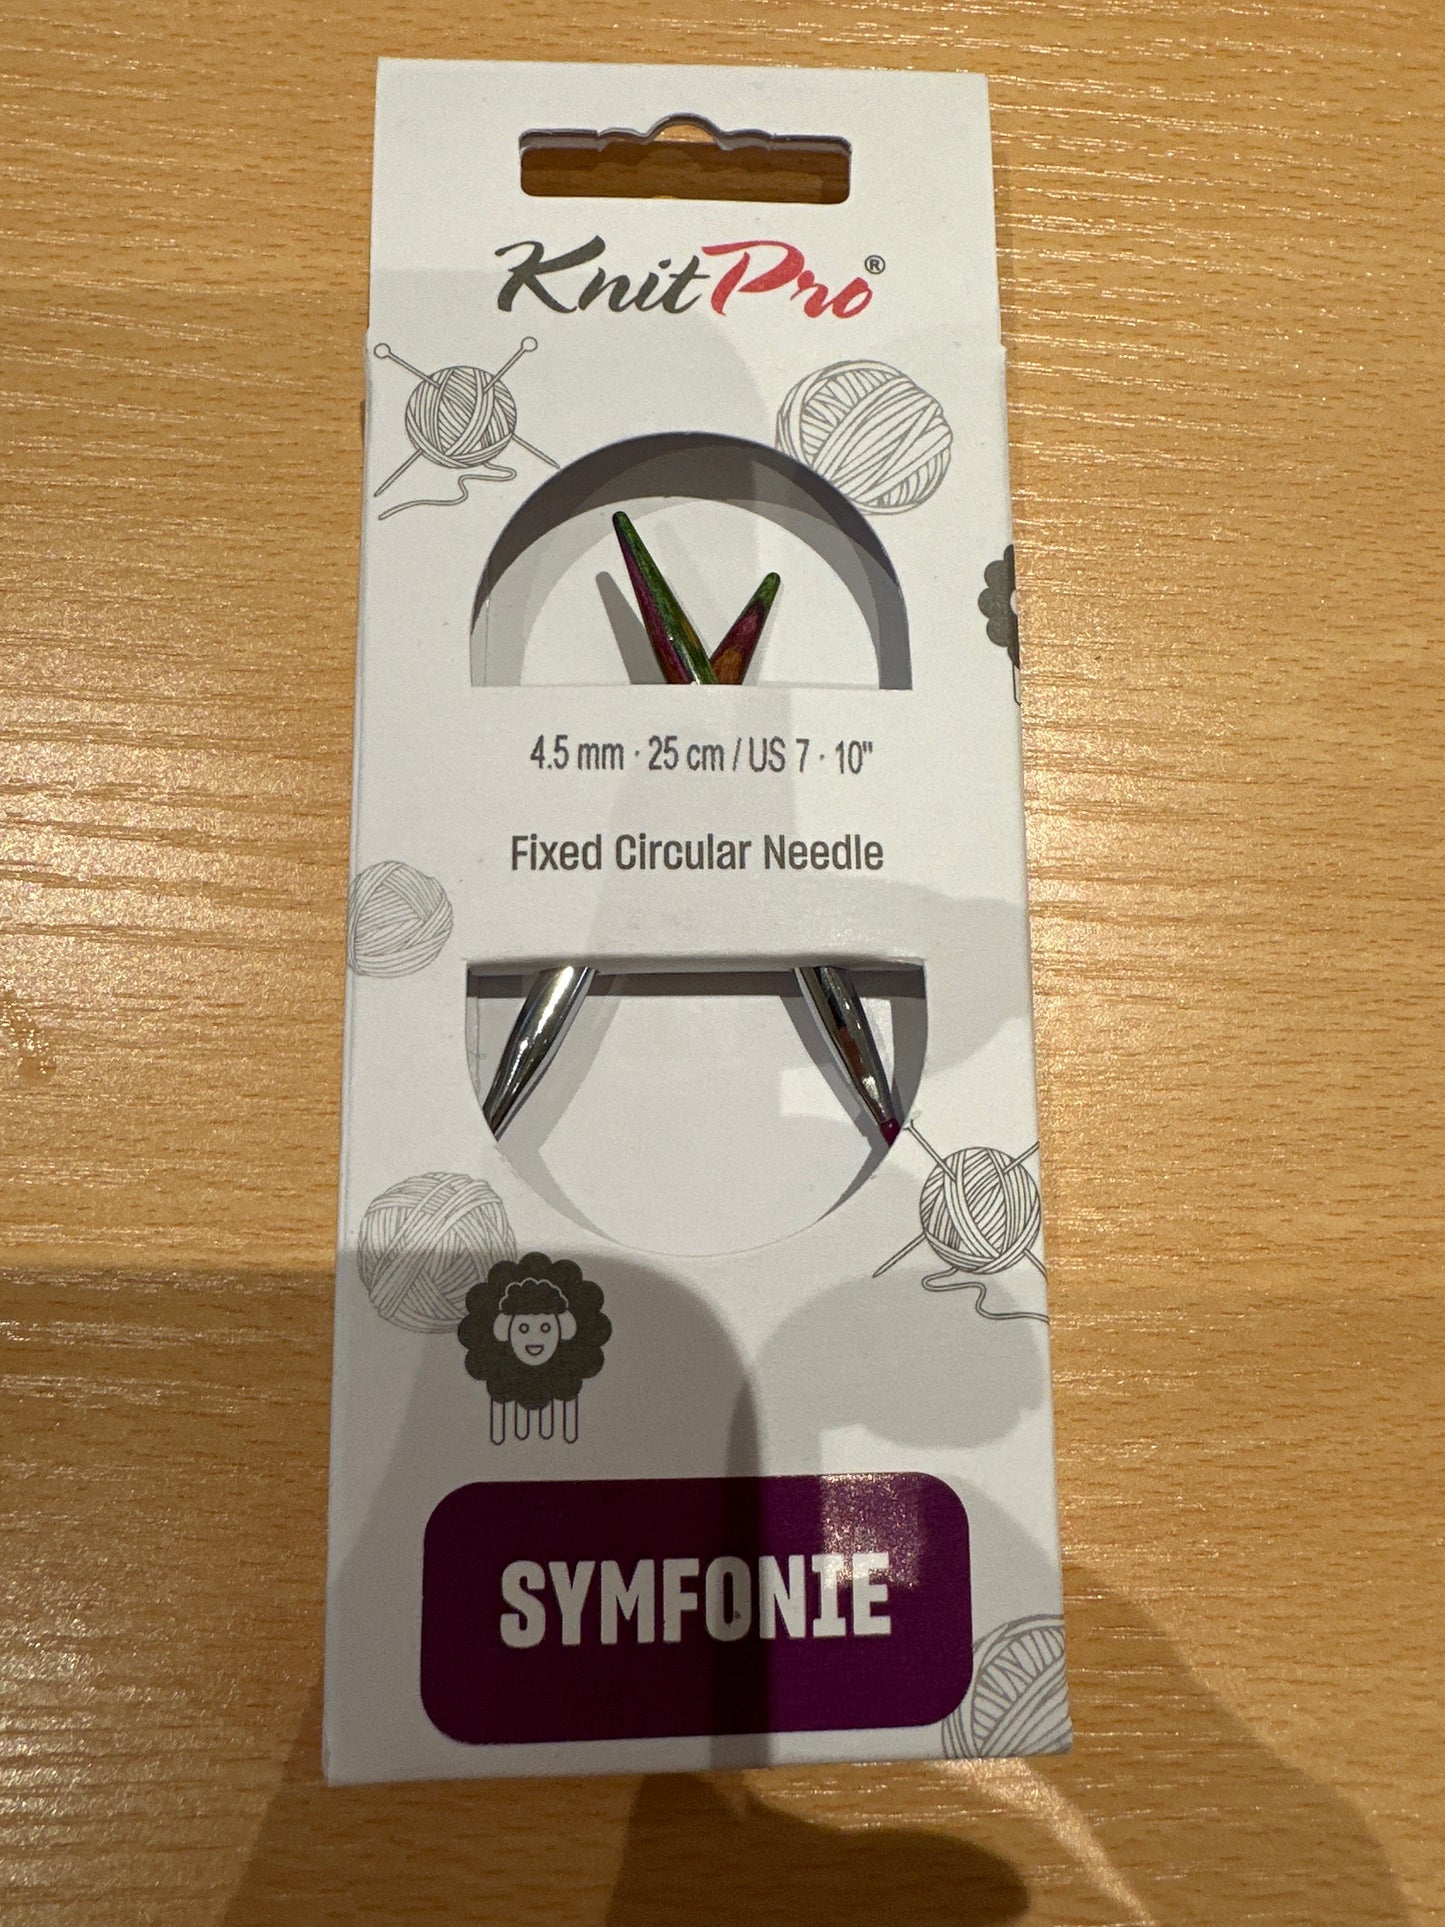 KnitPro®
4.5 mm · 25 cm / US 7 · 10"
Fixed Circular Needle
SYMFONIE